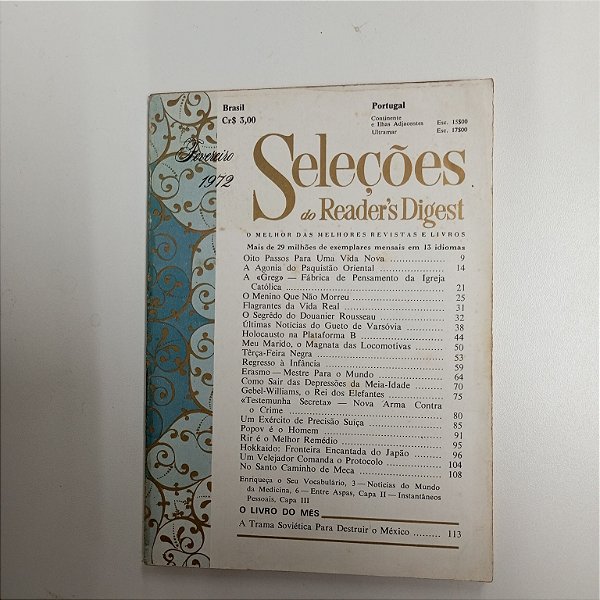 Brasil
Cr$ 3,00
Portugal
Continente
e Ilhas Adjacentes Esc. 15$00
Ultramar Esc. 17$00
Fevereiro
1972
Seleções
do Reader's Digest
O MELHOR DAS MELHORES REVISTAS E LIVROS
Mais de 29 milhões de exemplares mensais em 13 idiomas
Oito Passos Para Uma Vida Nova .................... 9
A Agonia do Paquistão Oriental .................... 14
A «Greg» — Fábrica de Pensamento da Igreja
Católica .................... 21
O Menino Que Não Morreu .................... 25
Flagrantes da Vida Real .................... 31
O Segrêdo do Douanier Rousseau .................... 32
Últimas Notícias do Gueto de Varsóvia .................... 38
Holocausto na Plataforma B .................... 44
Meu Marido, o Magnata das Locomotivas ........ 50
Têrça-Feira Negra .................... 53
Regresso à Infância .................... 59
Erasmo — Mestre Para o Mundo .................... 64
Como Sair das Depressões da Meia-Idade ........ 70
Gebel-Williams, o Rei dos Elefantes ............ 75
«Testemunha Secreta» — Nova Arma Contra
o Crime .................... 80
Um Exército de Precisão Suíça .................... 85
Popov é o Homem .................... 91
Rir é o Melhor Remédio .................... 95
Hokkaido: Fronteira Encantada do Japão ........ 96
Um Velejador Comanda o Protocolo ............ 104
No Santo Caminho de Meca .................... 108
Enriqueça o Seu Vocabulário, 3 — Notícias do Mundo
da Medicina, 6 — Entre Aspas, Capa II — Instantâneos
Pessoais, Capa III
O LIVRO DO MÊS
A Trama Soviética Para Destruir o México ......... 113